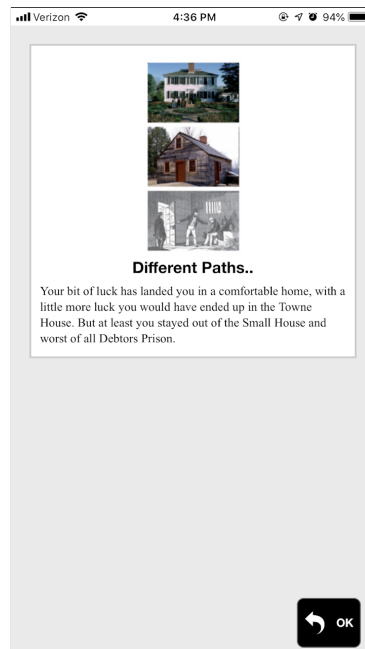 Verizon 4:36 PM 94%
Different Paths..
Your bit of luck has landed you in a comfortable home, with a
little more luck you would have ended up in the Towne
House. But at least you stayed out of the Small House and
worst of all Debtors Prison.
OK